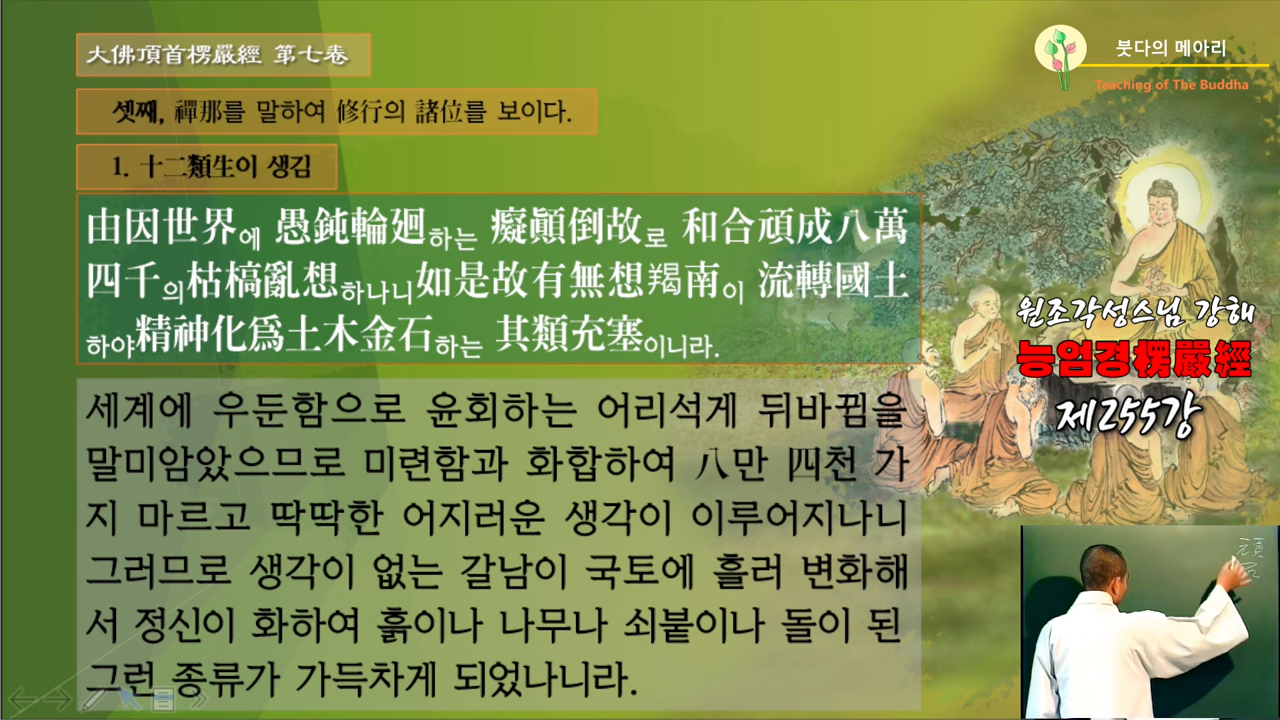 大佛頂首楞嚴經 第七卷
붓다의 메아리
Teaching of The Buddha
셋째, 禪那를 말하여 修行의 諸位를 보이다.
1. 十二類生이 생김
由因世界에 愚鈍輪廻하는 癡顚倒故로 和合頑成八萬
四千의枯槁亂想하나니如是故有無想羯南이 流轉國土
하야精神化爲土木金石하는 其類充塞이니라.
세계에 우둔함으로 윤회하는 어리석게 뒤바뀜을
말미암았으므로 미련함과 화합하여 八만 四천 가
지 마르고 딱딱한 어지러운 생각이 이루어지나니
그러므로 생각이 없는 갈남이 국토에 흘러 변화해
서 정신이 화하여 흙이나 나무나 쇠붙이나 돌이 된
그런 종류가 가득차게 되었나니라.
원조각성스님 강해
능엄경楞嚴經
제255강
頑